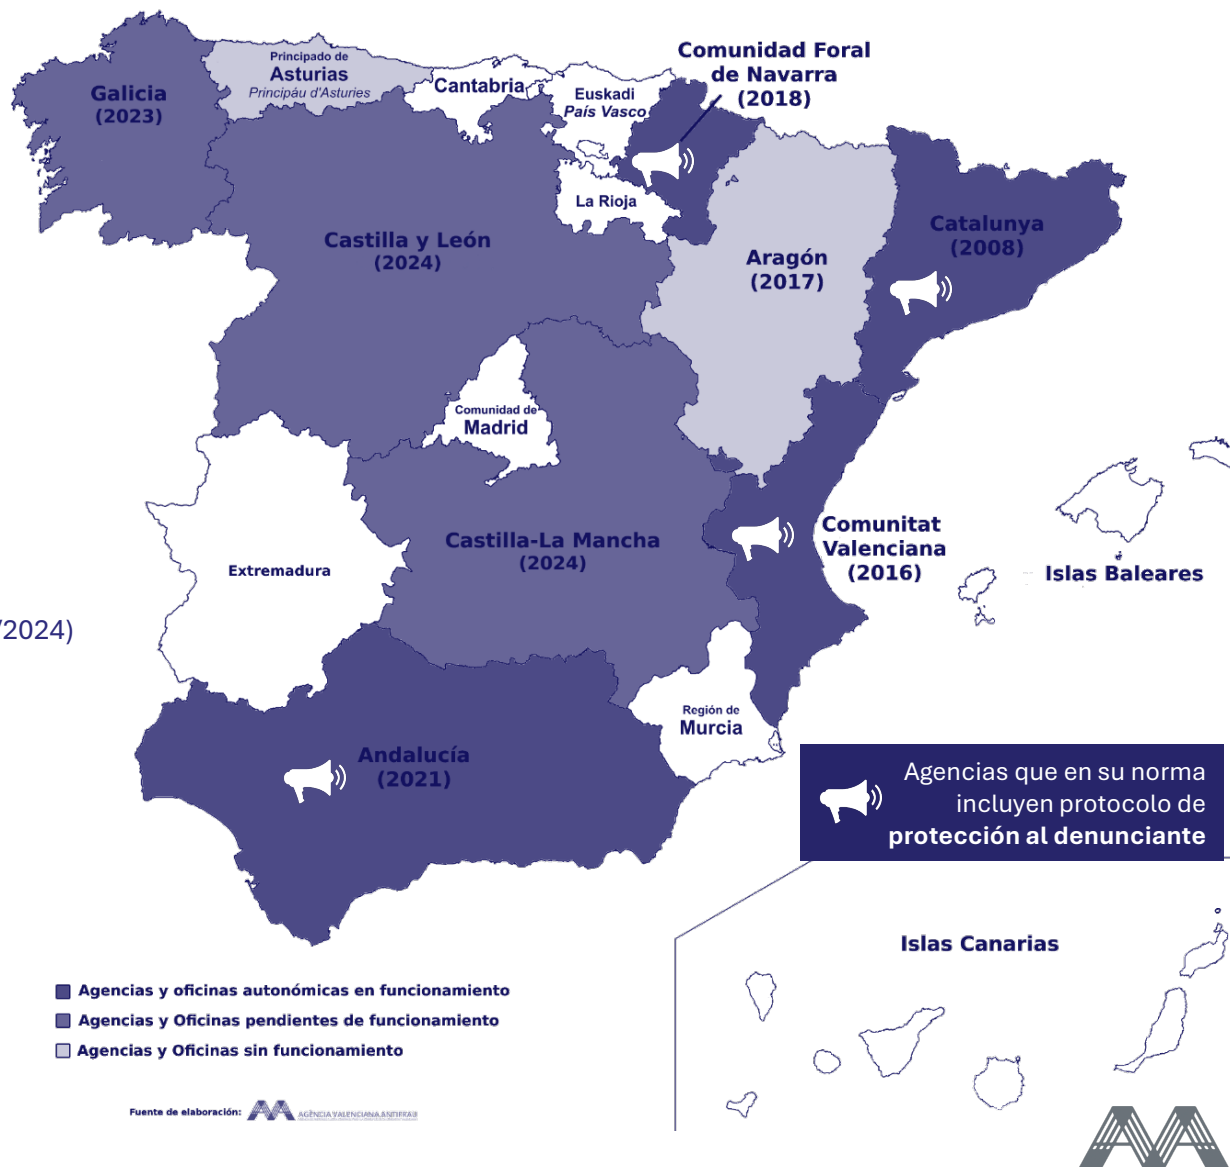 Comunidad Foral
de Navarra
(2018)
Principado de
Asturias
Principáu d'Asturies
Cantabria
Euskadi
País Vasco
Galicia
(2023)
La Rioja
Castilla y León
(2024)
Aragón
(2017)
Catalunya
(2008)
Comunidad de
Madrid
Castilla-La Mancha
(2024)
Comunitat
Valenciana
(2016)
Islas Baleares
Extremadura
/2024)
Región de
Murcia
Andalucía
(2021)
Agencias que en su norma
incluyen protocolo de
protección al denunciante
Islas Canarias
Agencias y oficinas autonómicas en funcionamiento
Agencias y Oficinas pendientes de funcionamiento
Agencias y Oficinas sin funcionamiento
Fuente de elaboración:
AGÈNCIA VALENCIANA ANTIFRAU